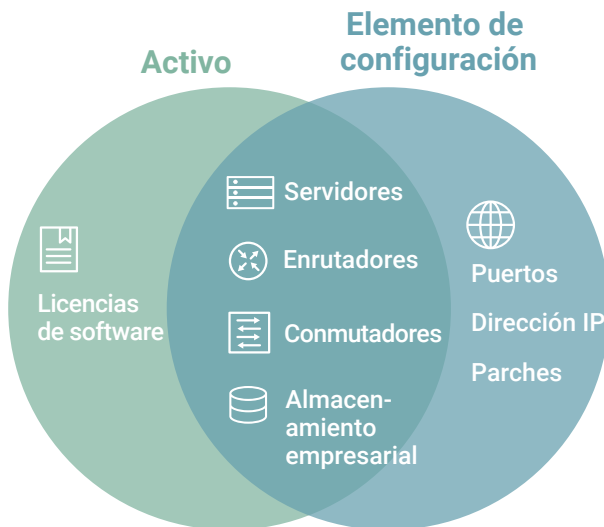 Activo
Elemento de
configuración
Licencias
de software
Servidores
Enrutadores
Conmutadores
Almacen-
amiento
empresarial
Puertos
Dirección IP
Parches